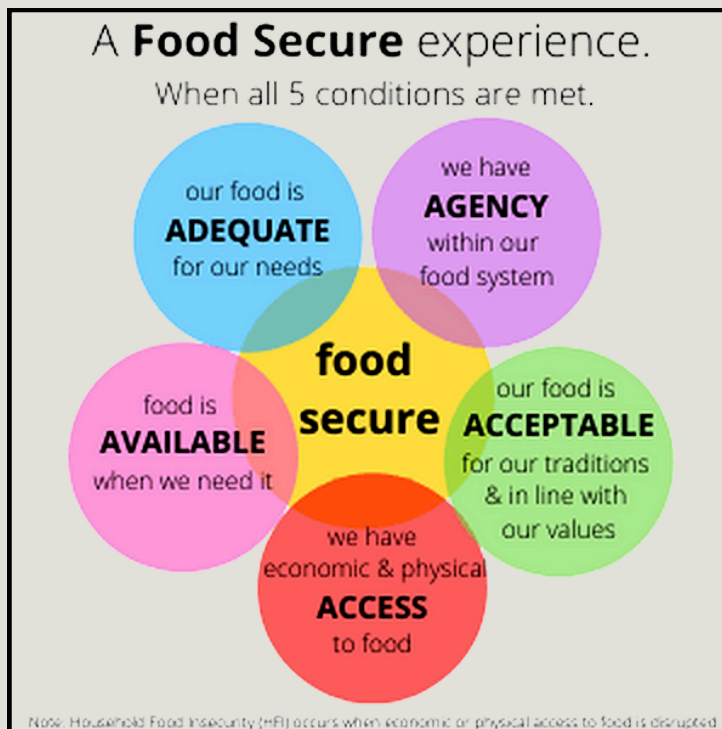 A Food Secure experience.
When all 5 conditions are met.
our food is
ADEQUATE
for our needs
we have
AGENCY
within our
food system
food is
AVAILABLE
when we need it
food
secure
our food is
ACCEPTABLE
for our traditions
& in line with
our values
we have
economic & physical
ACCESS
to food
Note: Household Food Insecurity (HFI) occurs when economic or physical access to food is disrupted